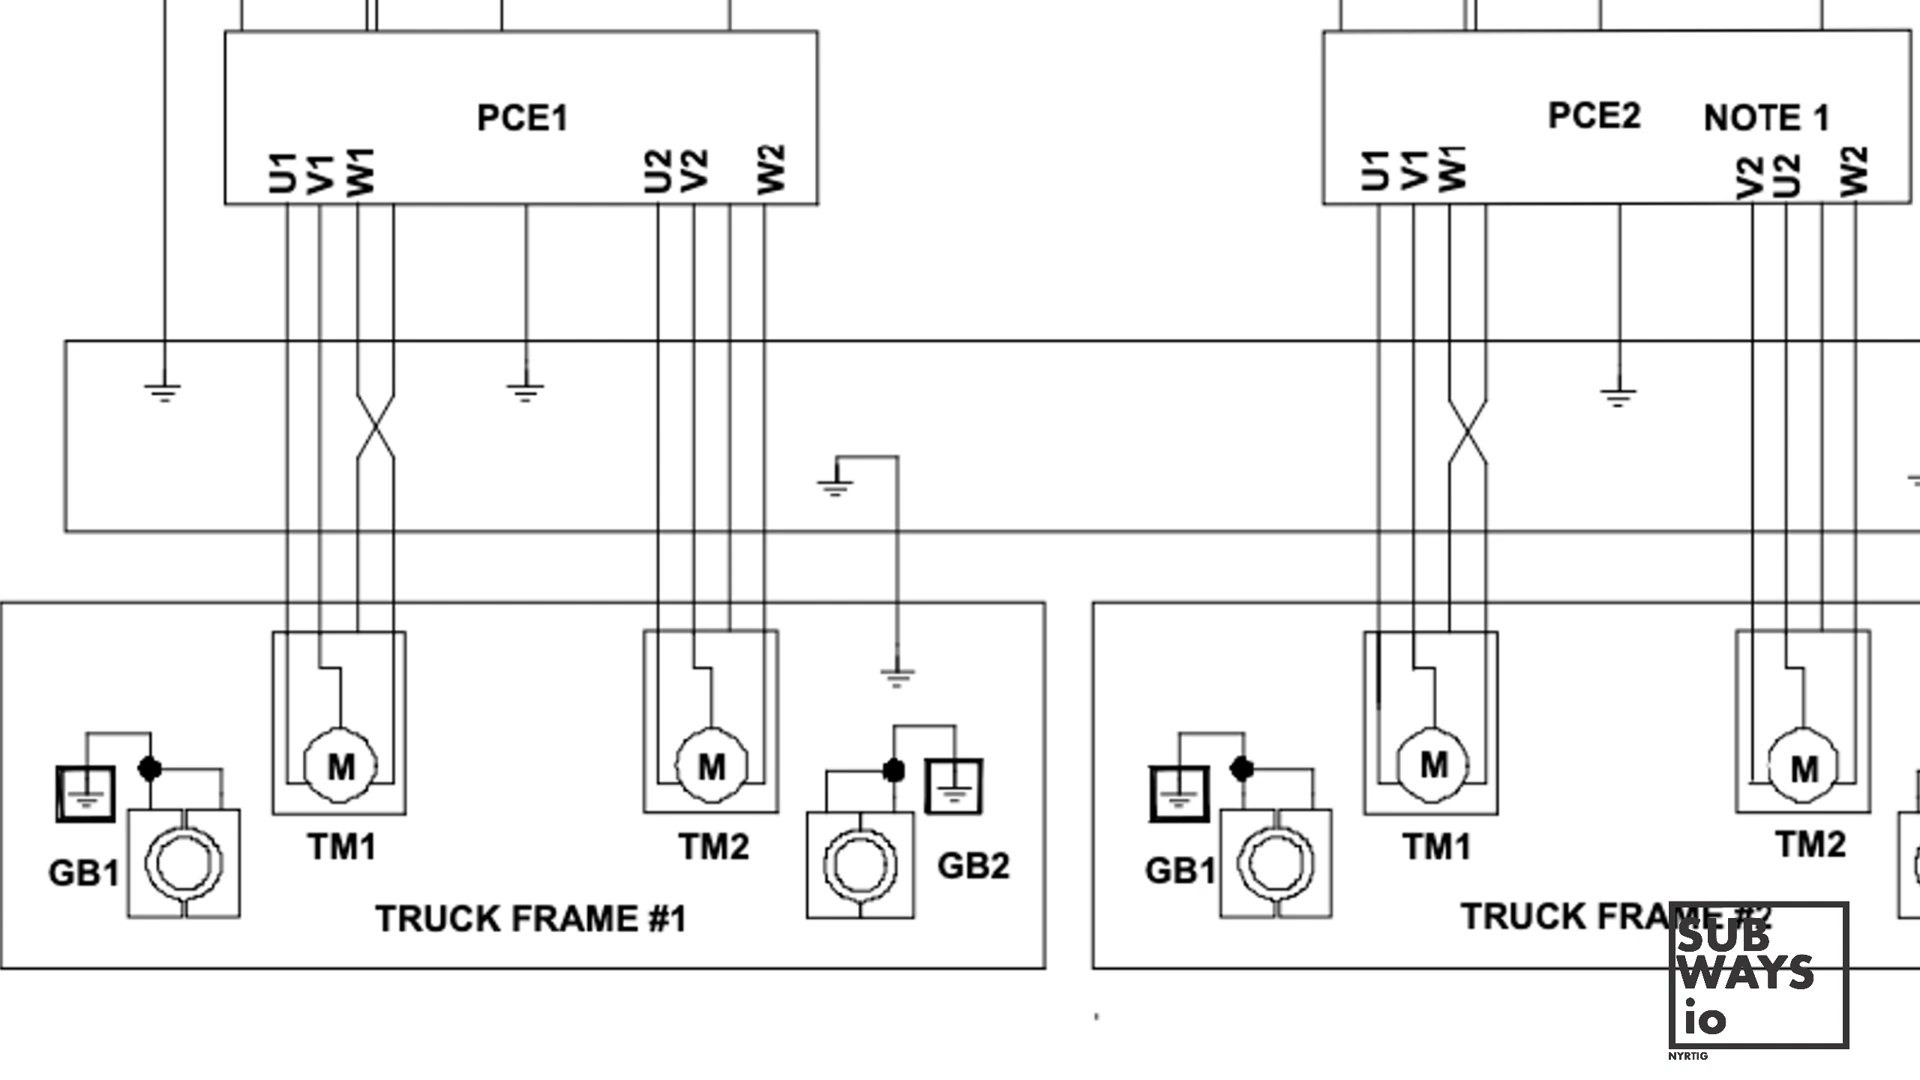 PCE1
U1 V1 W1 U2 V2 W2
PCE2 NOTE 1
U1 V1 W1 V2 U2 W2
M M M M
TM1 TM2 TM1 TM2
GB1 GB2 GB1
TRUCK FRAME #1
TRUCK FRAME #2
SUB
WAYS
io
NYRTIG